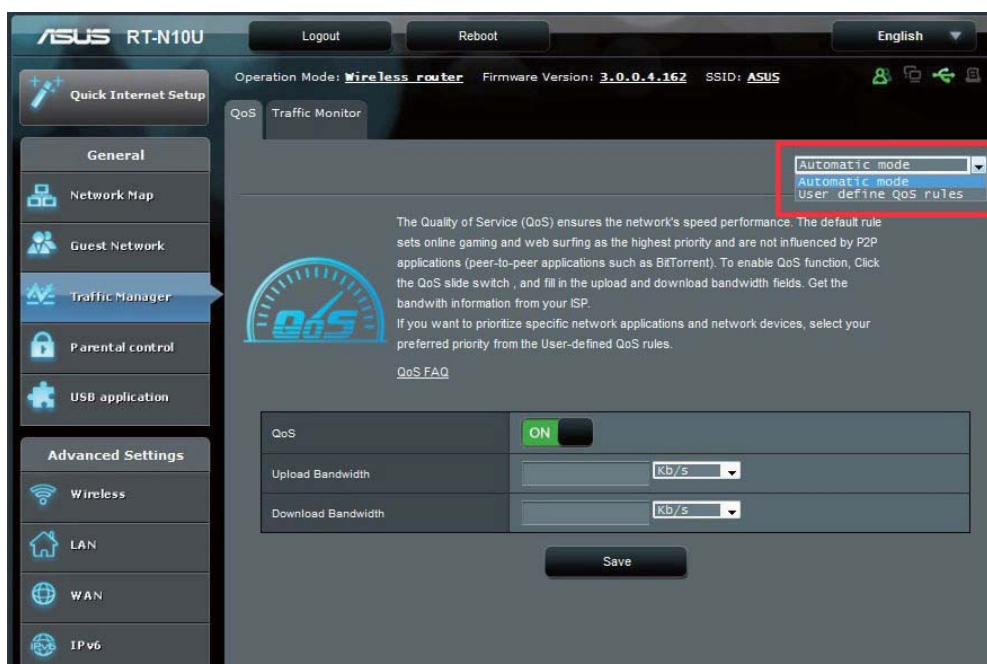 ASUS RT-N10U
Logout
Reboot
English
Quick Internet Setup
Operation Mode: Wireless router Firmware Version: 3.0.0.4.162 SSID: ASUS
QoS
Traffic Monitor
General
Network Map
Guest Network
Traffic Manager
Parental control
USB application
Advanced Settings
Wireless
LAN
WAN
IPv6
Automatic mode
Automatic mode
User define QoS rules
The Quality of Service (QoS) ensures the network's speed performance. The default rule
sets online gaming and web surfing as the highest priority and are not influenced by P2P
applications (peer-to-peer applications such as BitTorrent). To enable QoS function, Click
the QoS slide switch , and fill in the upload and download bandwidth fields. Get the
bandwith information from your ISP.
If you want to prioritize specific network applications and network devices, select your
preferred priority from the User-defined QoS rules.
QoS FAQ
QoS
QoS
ON
Upload Bandwidth
Kb/s
Download Bandwidth
Kb/s
Save